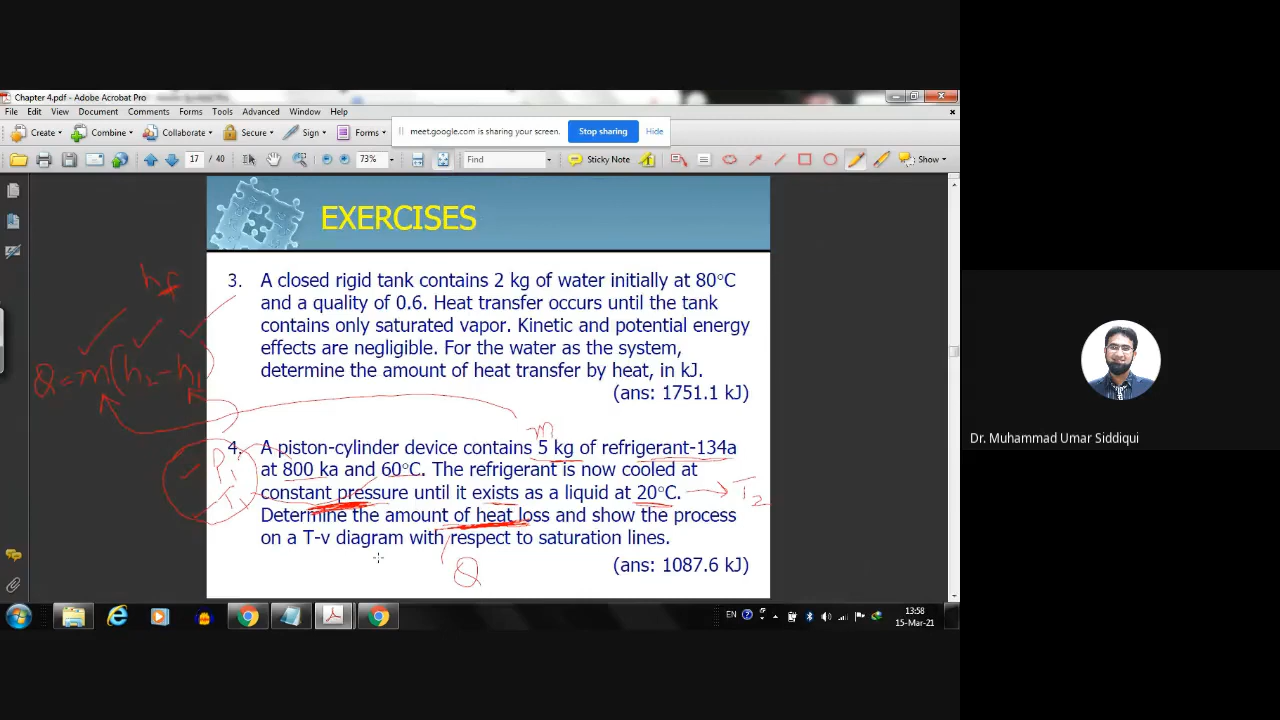 Chapter 4.pdf - Adobe Acrobat Pro
File Edit View Document Comments Forms Tools Advanced Window Help
Create Combine Collaborate Secure Sign Forms
meet.google.com is sharing your screen. Stop sharing Hide
17 / 40 73% Find Sticky Note Show
EXERCISES
3. A closed rigid tank contains 2 kg of water initially at 80°C
and a quality of 0.6. Heat transfer occurs until the tank
contains only saturated vapor. Kinetic and potential energy
effects are negligible. For the water as the system,
determine the amount of heat transfer by heat, in kJ.
(ans: 1751.1 kJ)
hf
Q=m(h2-h1)
m
4. A piston-cylinder device contains 5 kg of refrigerant-134a
at 800 ka and 60°C. The refrigerant is now cooled at
constant pressure until it exists as a liquid at 20°C.
Determine the amount of heat loss and show the process
on a T-v diagram with respect to saturation lines.
(ans: 1087.6 kJ)
P1
T1
T2
Q
Dr. Muhammad Umar Siddiqui
EN
13:58
15-Mar-21